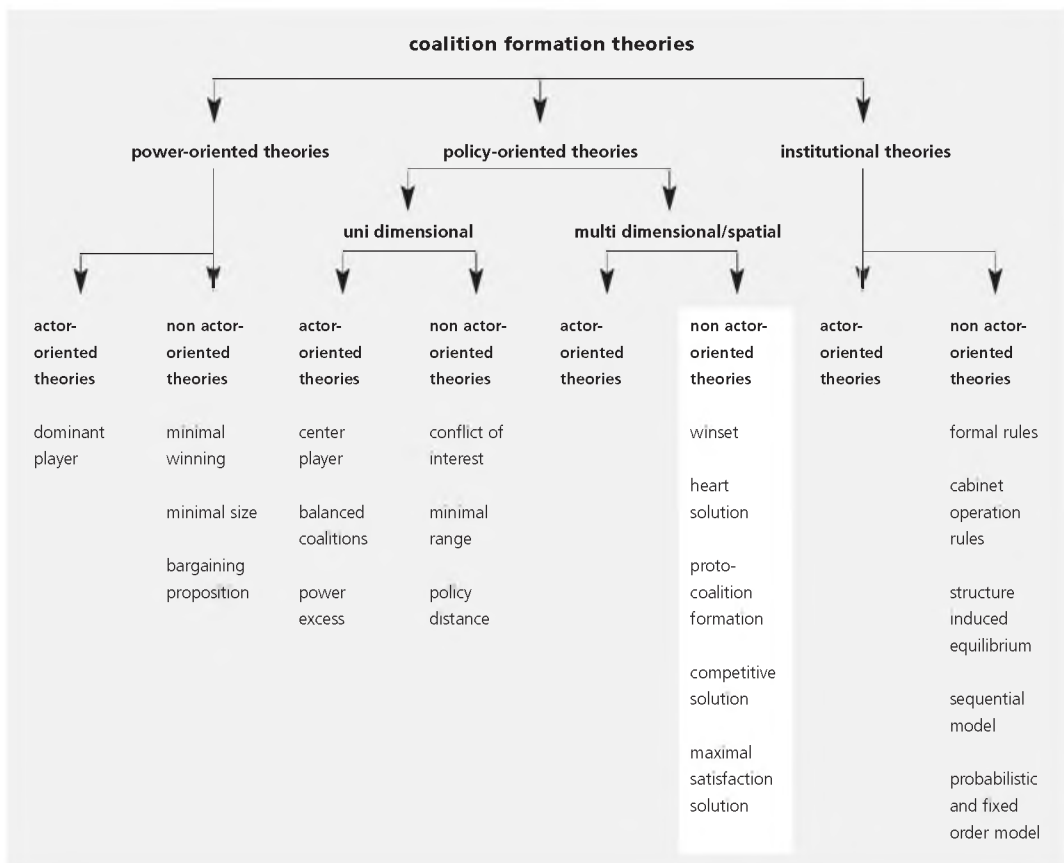 coalition formation theories
power-oriented theories
policy-oriented theories
institutional theories
uni dimensional
multi dimensional/spatial
actor-
oriented
theories
dominant
player
non actor-
oriented
theories
minimal
winning
minimal size
bargaining
proposition
actor-
oriented
theories
center
player
balanced
coalitions
power
excess
non actor-
oriented
theories
conflict of
interest
minimal
range
policy
distance
actor-
oriented
theories
non actor-
oriented
theories
winset
heart
solution
proto-
coalition
formation
competitive
solution
maximal
satisfaction
solution
actor-
oriented
theories
non actor-
oriented
theories
formal rules
cabinet
operation
rules
structure
induced
equilibrium
sequential
model
probabilistic
and fixed
order model